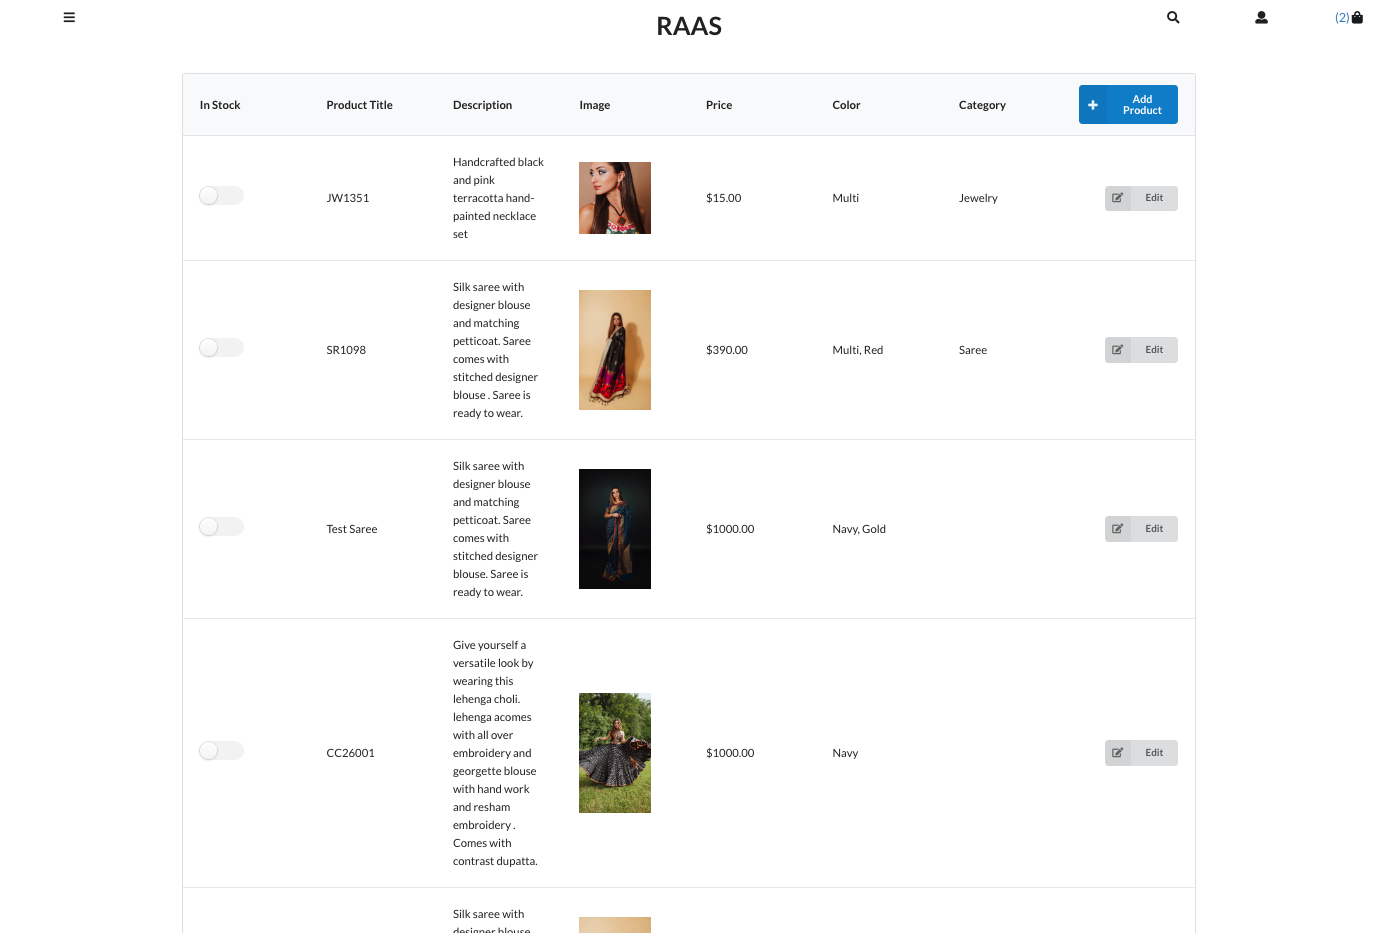 RAAS
(2)
In Stock Product Title Description Image Price Color Category Add
Product
Handcrafted black
and pink
terracotta hand-
painted necklace
set
JW1351
$15.00
Multi
Jewelry
Edit
Silk saree with
designer blouse
and matching
petticoat. Saree
comes with
stitched designer
blouse . Saree is
ready to wear.
SR1098
$390.00
Multi, Red
Saree
Edit
Silk saree with
designer blouse
and matching
petticoat. Saree
comes with
stitched designer
blouse. Saree is
ready to wear.
Test Saree
$1000.00
Navy, Gold
Edit
Give yourself a
versatile look by
wearing this
lehenga choli.
lehenga acomes
with all over
embroidery and
georgette blouse
with hand work
and resham
embroidery .
Comes with
contrast dupatta.
CC26001
$1000.00
Navy
Edit
Silk saree with
designer blouse